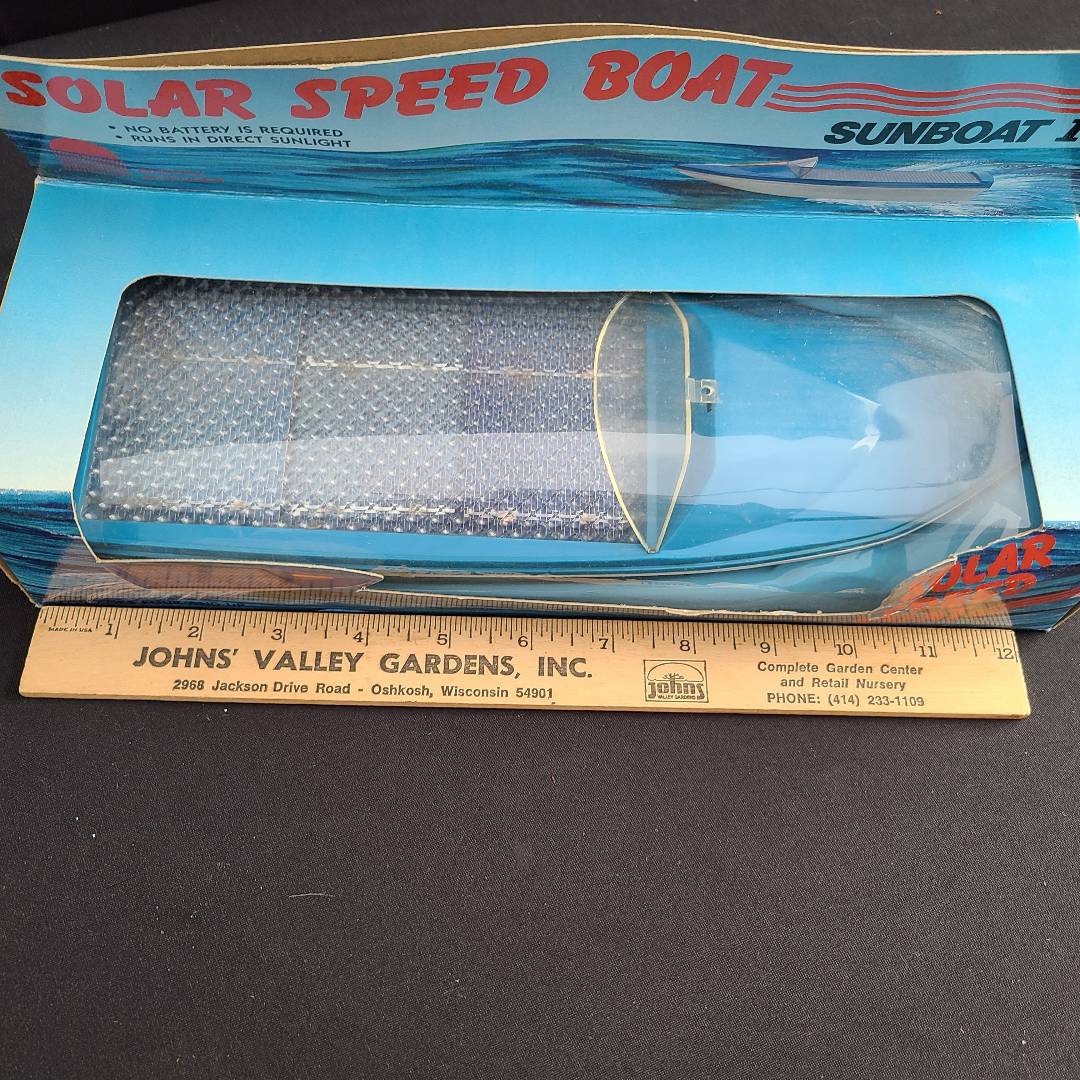 SOLAR SPEED BOAT
• NO BATTERY IS REQUIRED
• RUNS IN DIRECT SUNLIGHT
SUNBOAT I
SOLAR
SPEED
MADE IN USA
1 2 3 4 5 6 7 8 9 10 11 12
JOHNS' VALLEY GARDENS, INC.
2968 Jackson Drive Road - Oshkosh, Wisconsin 54901
johns
VALLEY GARDENS
Complete Garden Center
and Retail Nursery
PHONE: (414) 233-1109